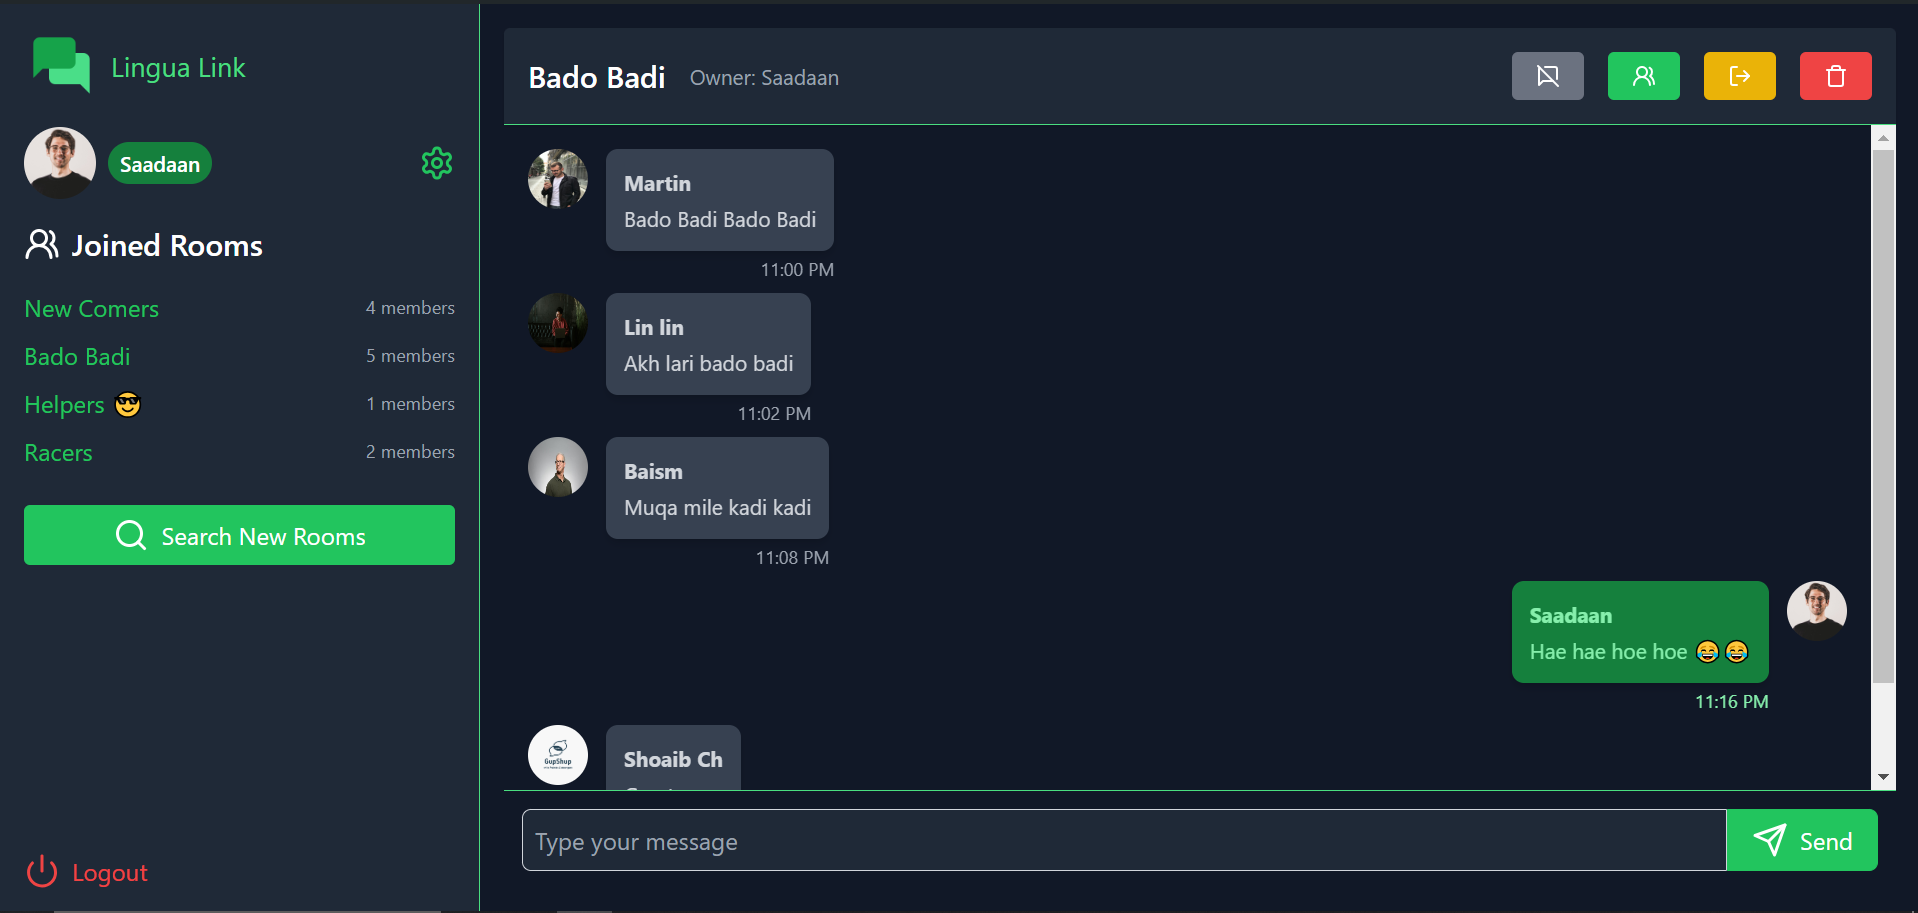 Lingua Link
Saadaan
Joined Rooms
New Comers 4 members
Bado Badi 5 members
Helpers 😎 1 members
Racers 2 members
Search New Rooms
Logout
Bado Badi Owner: Saadaan
Martin
Bado Badi Bado Badi
11:00 PM
Lin lin
Akh lari bado badi
11:02 PM
Baism
Muqa mile kadi kadi
11:08 PM
Saadaan
Hae hae hoe hoe 😂😂
11:16 PM
GupShup
Shoaib Ch
Type your message
Send